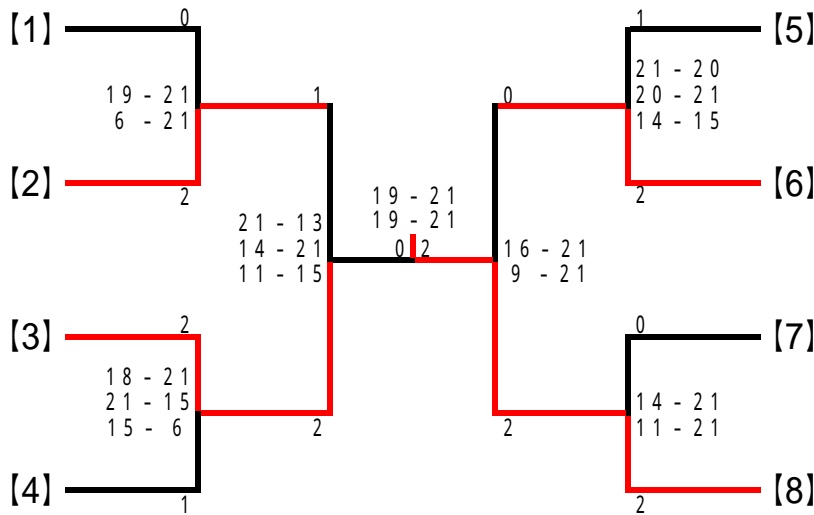 【1】
0
19 - 21
6 - 21
1
【2】
2
21 - 13
14 - 21
11 - 15
【3】
2
18 - 21
21 - 15
15 - 6
2
【4】
1
19 - 21
19 - 21
0 2
1
【5】
21 - 20
20 - 21
14 - 15
0
【6】
2
16 - 21
9 - 21
0
【7】
14 - 21
11 - 21
2
【8】
2